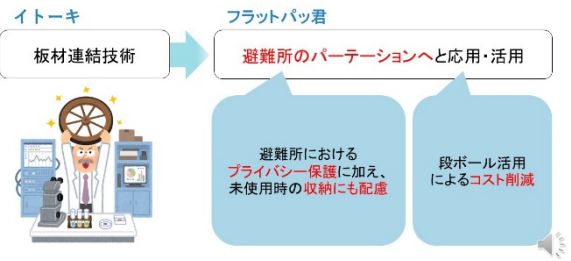 イトーキ
フラットパッ君
板材連結技術
避難所のパーテーションへと応用・活用
避難所における
プライバシー保護に加え、
未使用時の収納にも配慮
段ボール活用
によるコスト削減